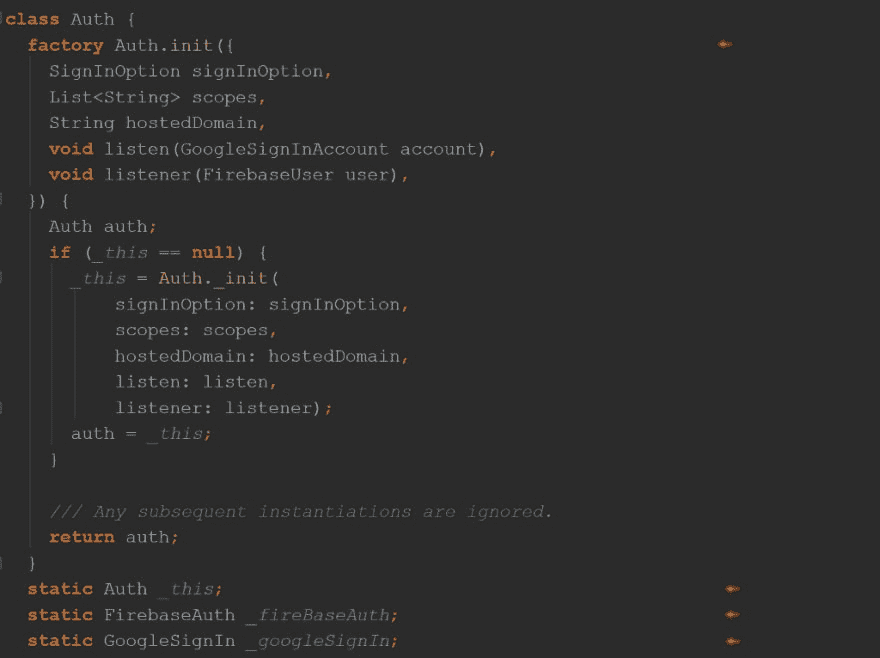 class Auth {
  factory Auth.init({
    SignInOption signInOption,
    List<String> scopes,
    String hostedDomain,
    void listen(GoogleSignInAccount account),
    void listener(FirebaseUser user),
  }) {
    Auth auth;
    if (_this == null) {
      _this = Auth._init(
          signInOption: signInOption,
          scopes: scopes,
          hostedDomain: hostedDomain,
          listen: listen,
          listener: listener);
      auth = _this;
    }

    /// Any subsequent instantiations are ignored.
    return auth;
  }
  static Auth _this;
  static FirebaseAuth _fireBaseAuth;
  static GoogleSignIn _googleSignIn;